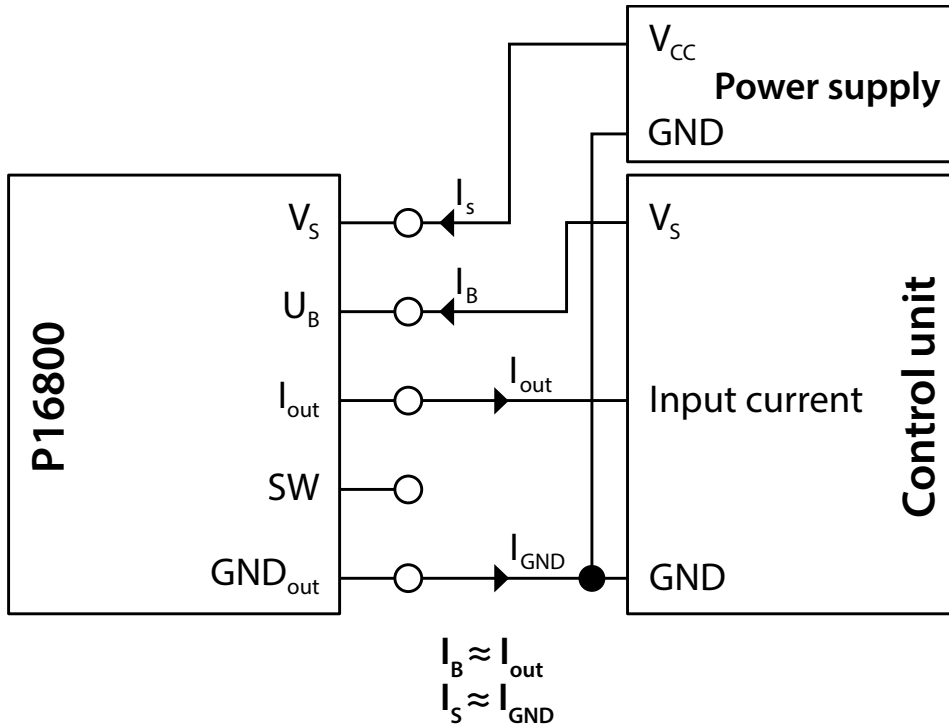 V_CC
Power supply
GND
P16800
V_S
I_s
V_S
U_B
I_B
I_out
I_out
Input current
Control unit
SW
GND_out
I_GND
GND
I_B ≈ I_out
I_S ≈ I_GND